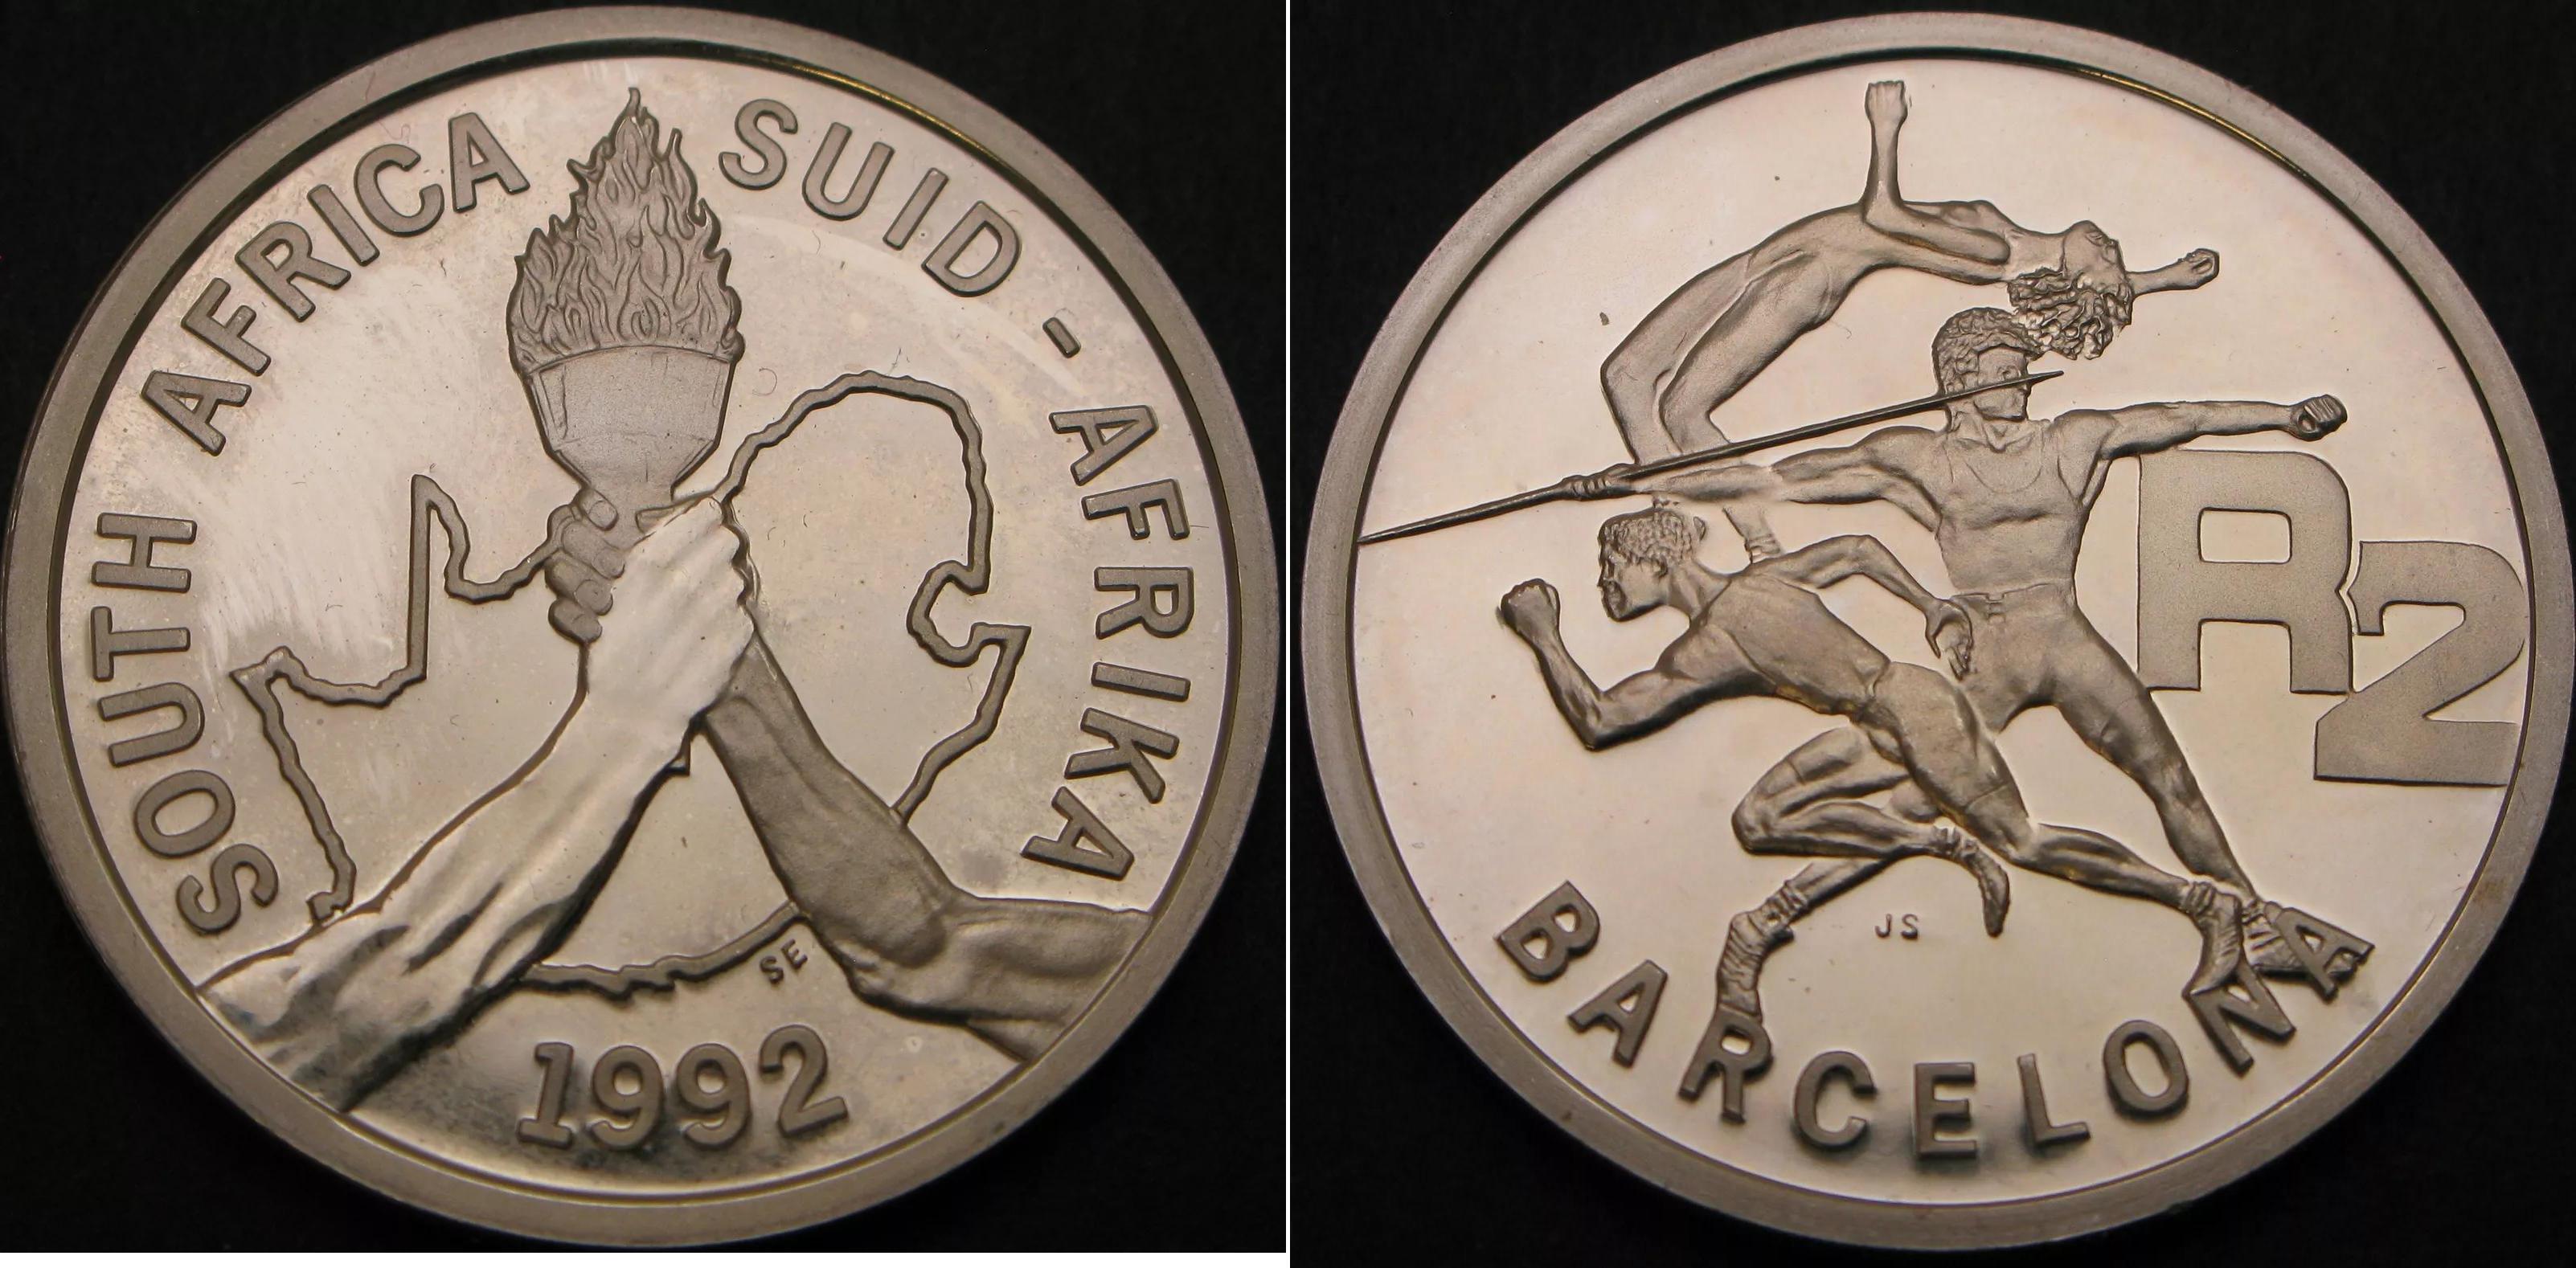 SOUTH AFRICA SUID-AFRIKA
SE
1992
R2
JS
BARCELONA